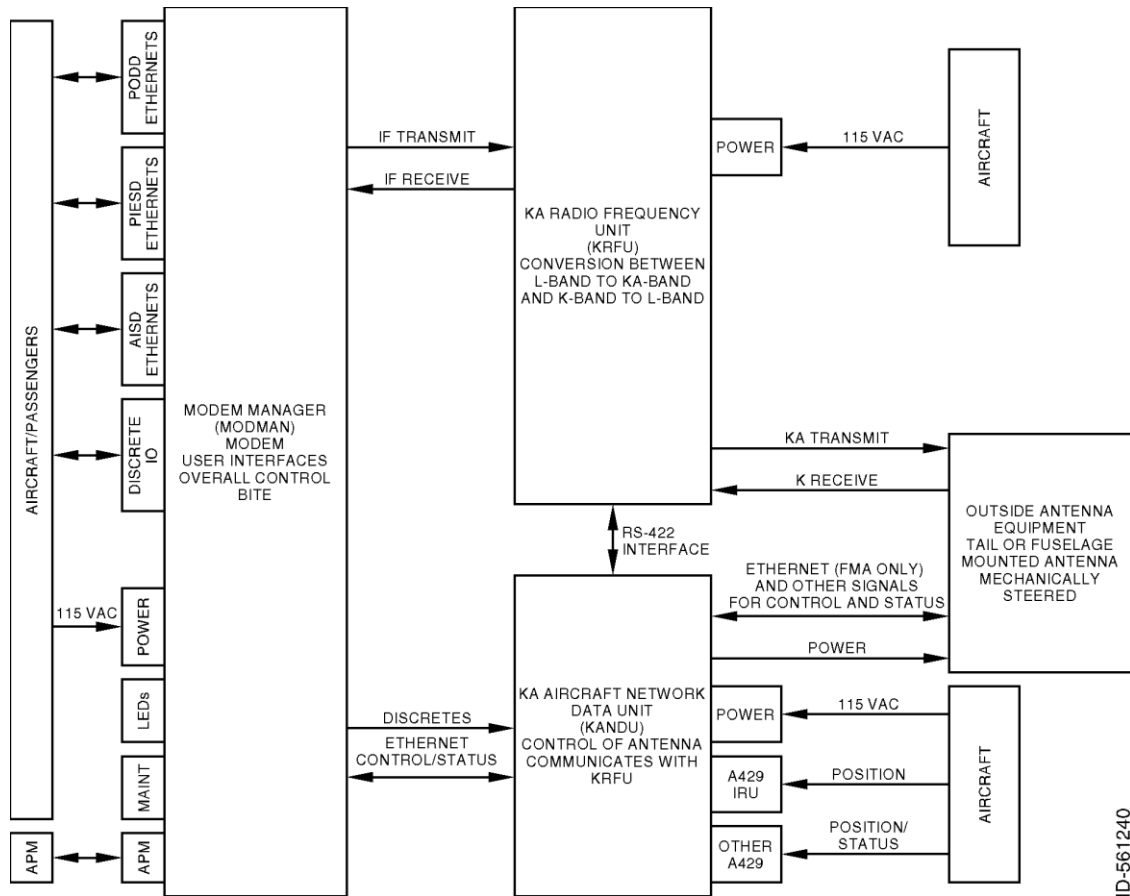 AIRCRAFT/PASSENGERS
APM
PODD
ETHERNETS
PIESD
ETHERNETS
AISD
ETHERNETS
DISCRETE
IO
115 VAC
POWER
LEDs
MAINT
APM
MODEM MANAGER
(MODMAN)
MODEM
USER INTERFACES
OVERALL CONTROL
BITE
IF TRANSMIT
IF RECEIVE
DISCRETES
ETHERNET
CONTROL/STATUS
KA RADIO FREQUENCY
UNIT
(KRFU)
CONVERSION BETWEEN
L-BAND TO KA-BAND
AND K-BAND TO L-BAND
POWER
115 VAC
AIRCRAFT
KA TRANSMIT
K RECEIVE
RS-422
INTERFACE
OUTSIDE ANTENNA
EQUIPMENT
TAIL OR FUSELAGE
MOUNTED ANTENNA
MECHANICALLY
STEERED
ETHERNET (FMA ONLY)
AND OTHER SIGNALS
FOR CONTROL AND STATUS
POWER
KA AIRCRAFT NETWORK
DATA UNIT
(KANDU)
CONTROL OF ANTENNA
COMMUNICATES WITH
KRFU
POWER
115 VAC
A429
IRU
POSITION
OTHER
A429
POSITION/
STATUS
AIRCRAFT
ID-561240